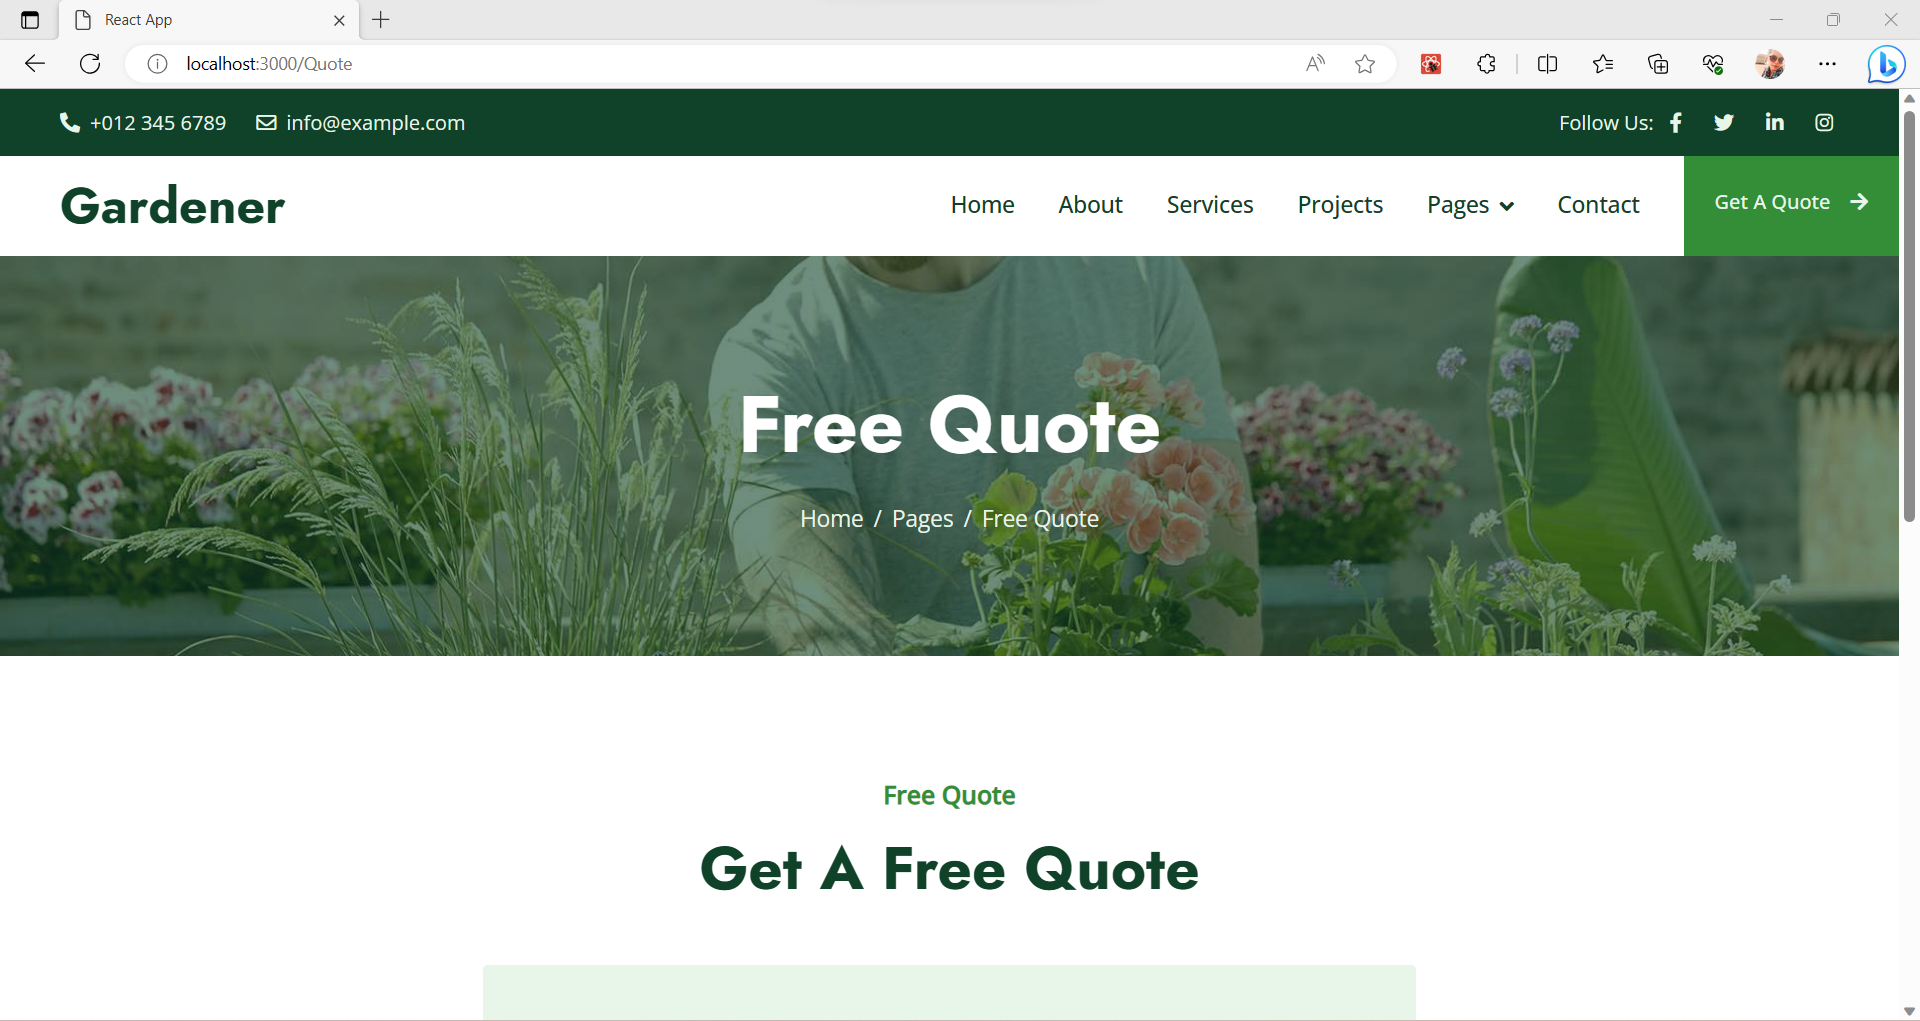 React App
localhost:3000/Quote
+012 345 6789 info@example.com Follow Us:
Gardener Home About Services Projects Pages Contact Get A Quote
Free Quote
Home / Pages / Free Quote
Free Quote
Get A Free Quote